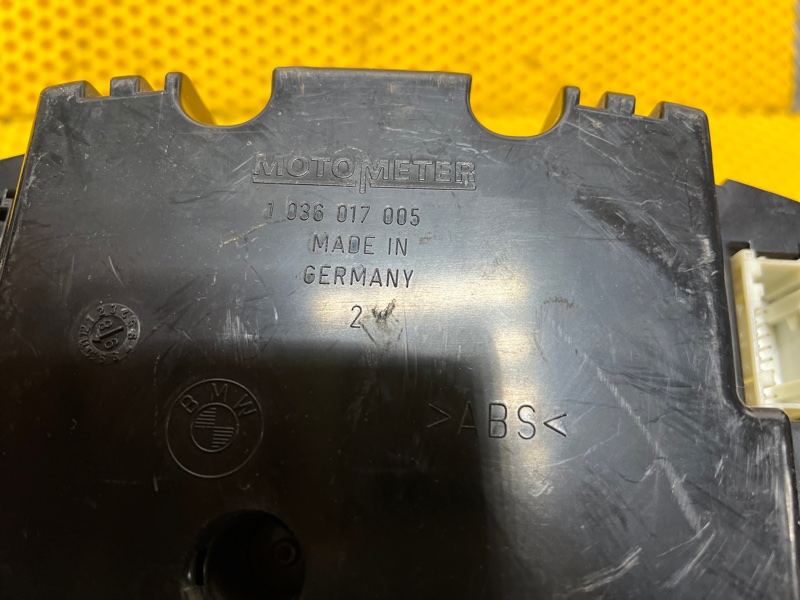 MOTOMETER
1 036 017 005
MADE IN
GERMANY
2
BMW
>ABS<